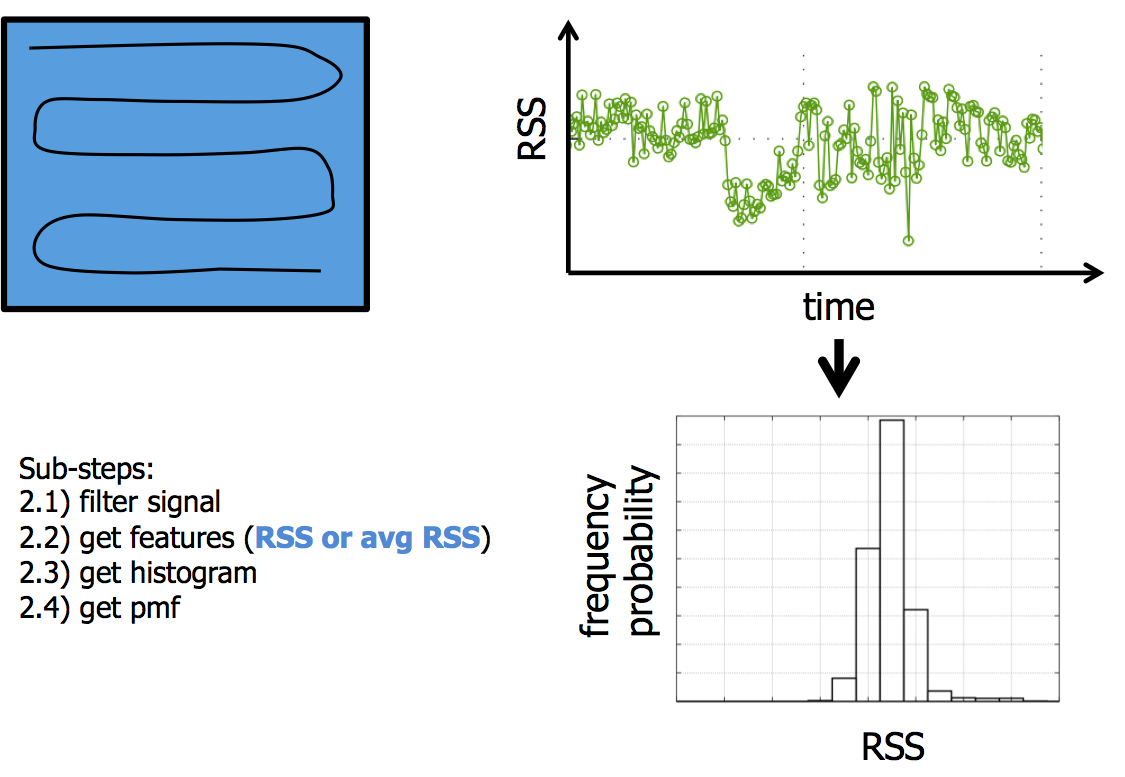 RSS
time
Sub-steps:
2.1) filter signal
2.2) get features (RSS or avg RSS)
2.3) get histogram
2.4) get pmf
frequency
probability
RSS